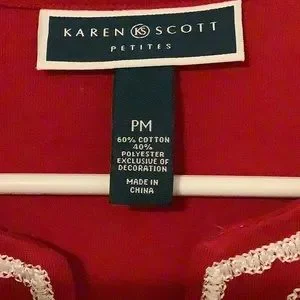 KAREN KS SCOTT
PETITES
PM
60% COTTON
40%
POLYESTER
EXCLUSIVE OF
DECORATION
MADE IN
CHINA